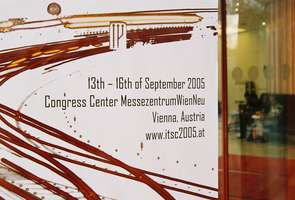 13th – 16th of September 2005
Congress Center MessezentrumWienNeu
Vienna, Austria
www.itsc2005.at